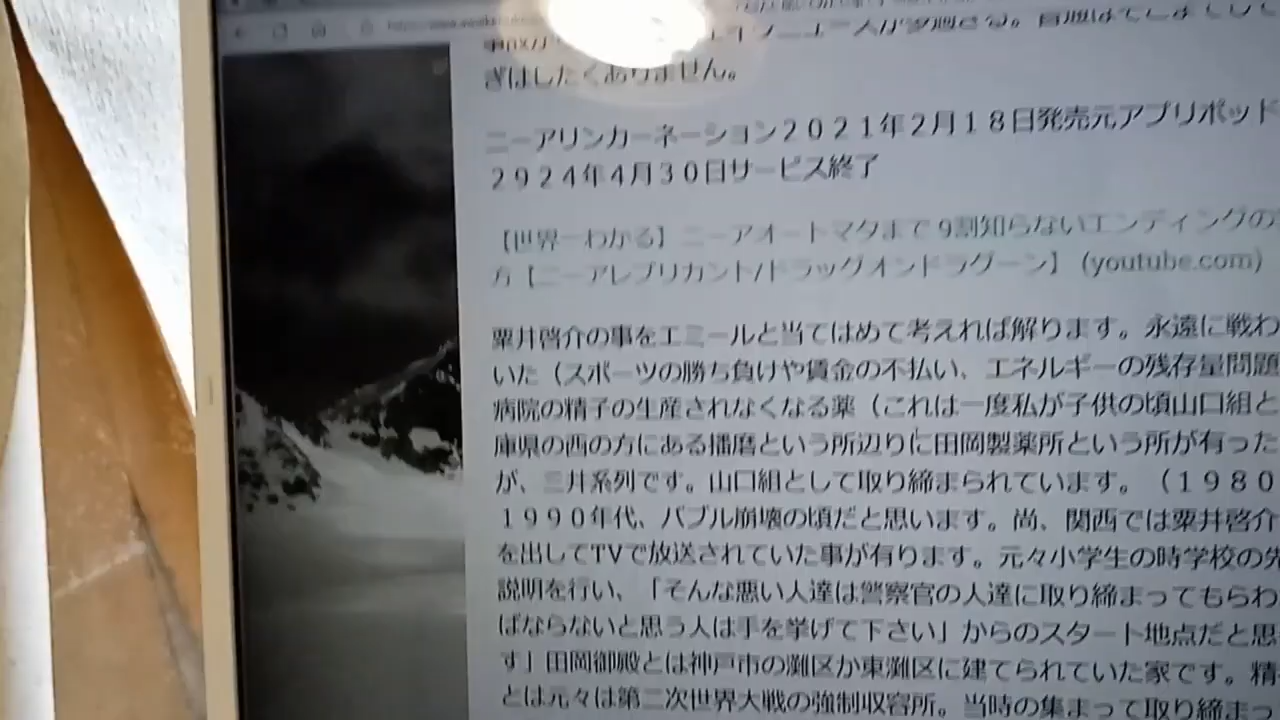 ぎはしたくありません。
ニーアリンカーネーション2021年2月18日発売元アプリボッド
2924年4月30日サービス終了
【世界一わかる】ニーアオートマタまで9割知らないエンディングの
方【ニーアレプリカント/ドラッグオンドラグーン】 (youtube.com)
粟井啓介の事をエミールと当てはめて考えれば解ります。永遠に戦わ
いた（スポーツの勝ち負けや賃金の不払い、エネルギーの残存量問題
病院の精子の生産されなくなる薬（これは一度私が子供の頃山口組と
庫県の西の方にある播磨という所辺りに田岡製薬所という所が有った
が、三井系列です。山口組として取り締まられています。（1980
1990年代、バブル崩壊の頃だと思います。尚、関西では粟井啓介
を出してTVで放送されていた事が有ります。元々小学生の時学校の先
説明を行い、「そんな悪い人達は警察官の人達に取り締まってもらわ
ばならないと思う人は手を挙げて下さい」からのスタート地点だと思
す」田岡御殿とは神戸市の灘区か東灘区に建てられていた家です。精
とは元々は第二次世界大戦の強制収容所。当時の集まって取り締まっ